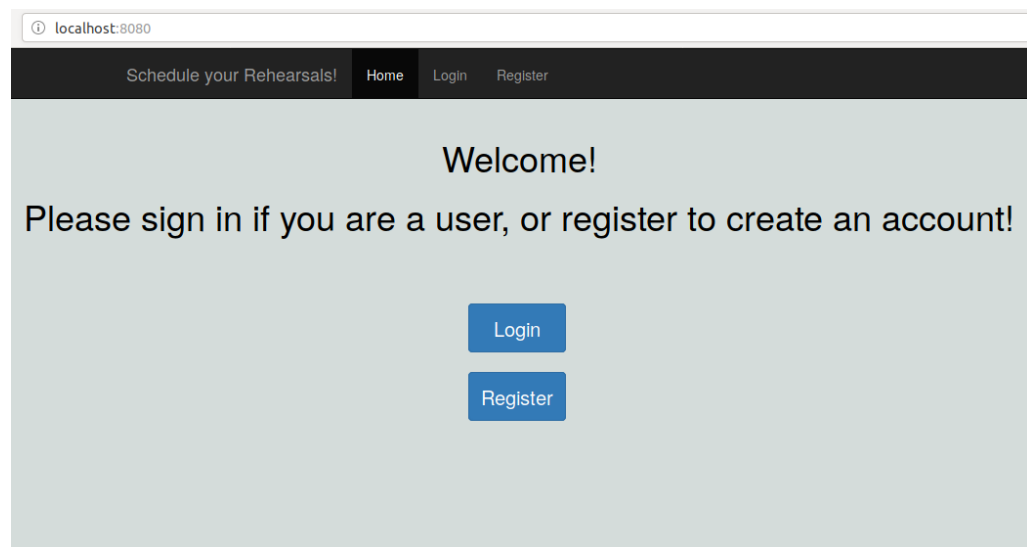 localhost:8080
Schedule your Rehearsals! Home Login Register
Welcome!
Please sign in if you are a user, or register to create an account!
Login
Register